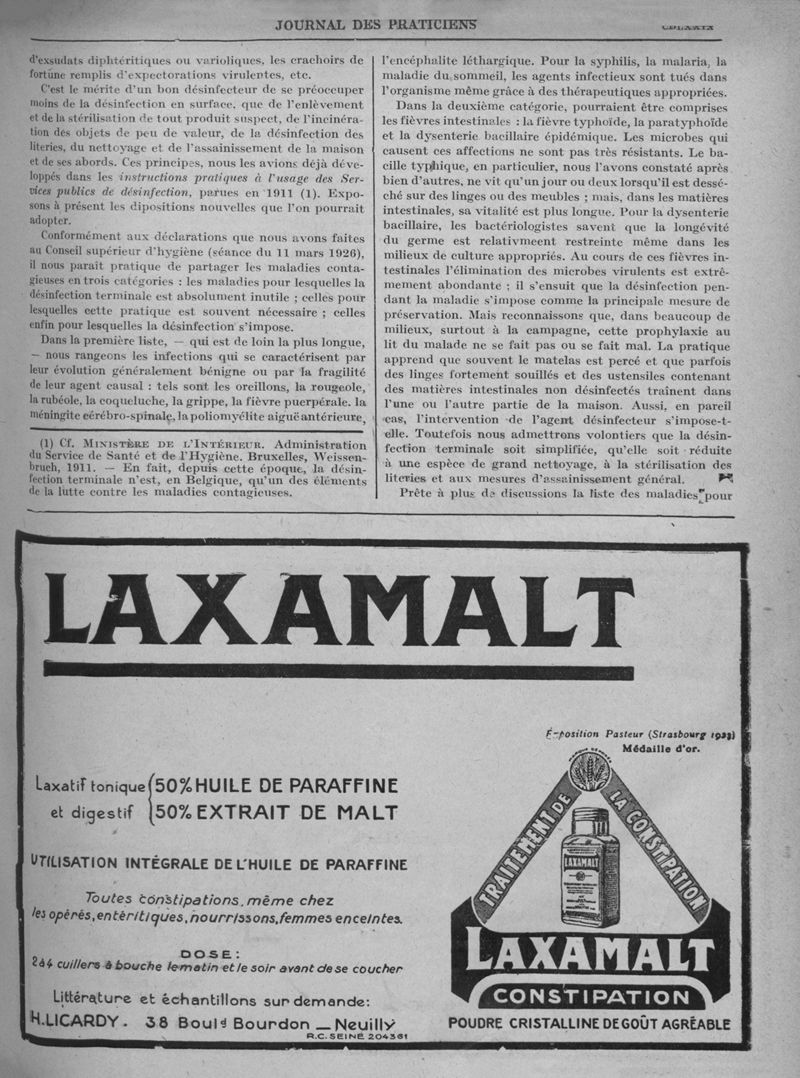 JOURNAL DES PRATICIENS
d'exsudats diphtéritiques ou varioliques, les crachoirs de
fortune remplis d'expectorations virulentes, etc.
C'est le mérite d'un bon désinfecteur de se préoccuper
moins de la désinfection en surface, que de l'enlèvement
et de la stérilisation de tout produit suspect, de l'incinéra-
tion des objets de peu de valeur, de la désinfection des
literies, du nettoyage et de l'assainissement de la maison
et de ses abords. Ces principes, nous les avions déjà déve-
loppés dans les instructions pratiques à l'usage des Ser-
vices publics de désinfection, parues en 1911 (1). Expo-
sons à présent les dipositions nouvelles que l'on pourrait
adopter.
Conformément aux déclarations que nous avons faites
au Conseil supérieur d'hygiène (séance du 11 mars 1926),
il nous paraît pratique de partager les maladies conta-
gieuses en trois catégories : les maladies pour lesquelles la
désinfection terminale est absolument inutile ; celles pour
lesquelles cette pratique est souvent nécessaire ; celles
enfin pour lesquelles la désinfection s'impose.
Dans la première liste, — qui est de loin la plus longue,
— nous rangeons les infections qui se caractérisent par
leur évolution généralement bénigne ou par la fragilité
de leur agent causal : tels sont les oreillons, la rougeole,
la rubéole, la coqueluche, la grippe, la fièvre puerpérale. la
méningite cérébro-spinale, la poliomyélite aiguë antérieure,
(1) Cf. MINISTÈRE DE L'INTÉRIEUR. Administration
du Service de Santé et de l'Hygiène. Bruxelles, Weissen-
bruch, 1911. — En fait, depuis cette époque, la désin-
fection terminale n'est, en Belgique, qu'un des éléments
de la lutte contre les maladies contagieuses.
l'encéphalite léthargique. Pour la syphilis, la malaria, la
maladie du sommeil, les agents infectieux sont tués dans
l'organisme même grâce à des thérapeutiques appropriées.
Dans la deuxième catégorie, pourraient être comprises
les fièvres intestinales : la fièvre typhoïde, la paratyphoïde
et la dysenterie bacillaire épidémique. Les microbes qui
causent ces affections ne sont pas très résistants. Le ba-
cille typhique, en particulier, nous l'avons constaté après
bien d'autres, ne vit qu'un jour ou deux lorsqu'il est dessé-
ché sur des linges ou des meubles ; mais, dans les matières
intestinales, sa vitalité est plus longue. Pour la dysenterie
bacillaire, les bactériologistes savent que la longévité
du germe est relativmeent restreinte même dans les
milieux de culture appropriés. Au cours de ces fièvres in-
testinales l'élimination des microbes virulents est extrê-
mement abondante ; il s'ensuit que la désinfection pen-
dant la maladie s'impose comme la principale mesure de
préservation. Mais reconnaissons que, dans beaucoup de
milieux, surtout à la campagne, cette prophylaxie au
lit du malade ne se fait pas ou se fait mal. La pratique
apprend que souvent le matelas est percé et que parfois
des linges fortement souillés et des ustensiles contenant
des matières intestinales non désinfectés traînent dans
l'une ou l'autre partie de la maison. Aussi, en pareil
cas, l'intervention de l'agent désinfecteur s'impose-t-
elle. Toutefois nous admettrons volontiers que la désin-
fection terminale soit simplifiée, qu'elle soit réduite
à une espèce de grand nettoyage, à la stérilisation des
literies et aux mesures d'assainissement général.
Prête à plus de discussions la liste des maladies pour
LAXAMALT
Exposition Pasteur (Strasbourg 1923)
Médaille d'or.
Laxatif tonique 50% HUILE DE PARAFFINE
et digestif 50% EXTRAIT DE MALT
UTILISATION INTÉGRALE DE L'HUILE DE PARAFFINE
Toutes constipations, même chez
les opérés, entéritiques, nourrissons, femmes enceintes.
DOSE:
2 à 4 cuillers à bouche le matin et le soir avant de se coucher
Littérature et échantillons sur demande:
H. LICARDY. 38 Boulᵈ Bourdon — Neuilly
R.C. SEINE 204361
TRAITEMENT DE LA CONSTIPATION
LAXAMALT
LAXAMALT
CONSTIPATION
POUDRE CRISTALLINE DE GOÛT AGRÉABLE